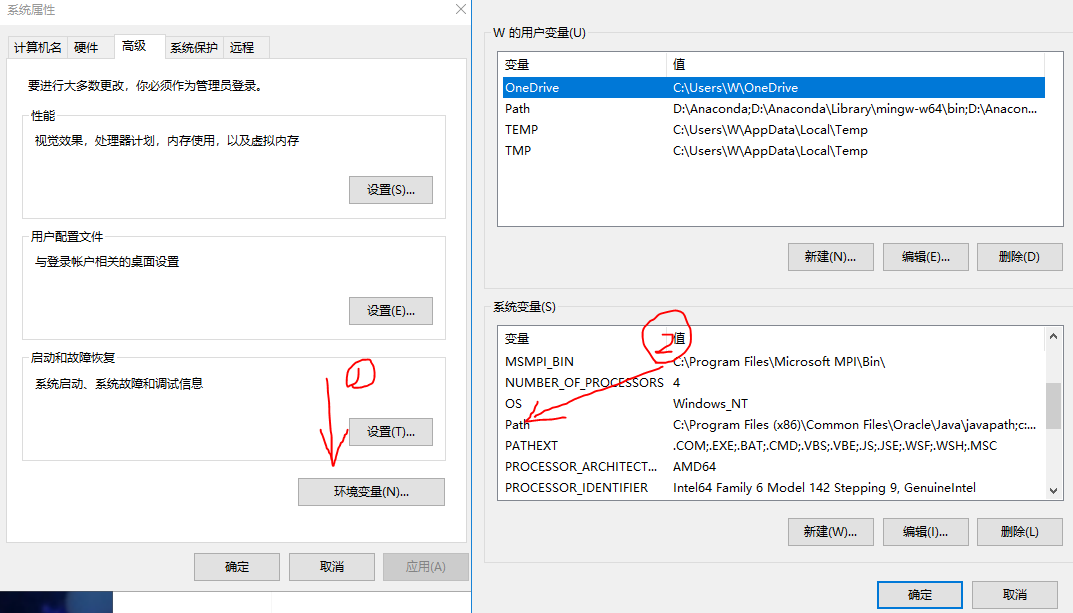 系统属性
计算机名 硬件 高级 系统保护 远程
要进行大多数更改，你必须作为管理员登录。
性能
视觉效果，处理器计划，内存使用，以及虚拟内存
设置(S)...
用户配置文件
与登录帐户相关的桌面设置
设置(E)...
启动和故障恢复
系统启动、系统故障和调试信息
1
设置(T)...
环境变量(N)...
确定 取消 应用(A)
W 的用户变量(U)
变量 值
OneDrive C:\Users\W\OneDrive
Path D:\Anaconda;D:\Anaconda\Library\mingw-w64\bin;D:\Anacon...
TEMP C:\Users\W\AppData\Local\Temp
TMP C:\Users\W\AppData\Local\Temp
新建(N)... 编辑(E)... 删除(D)
系统变量(S)
变量 2 值
MSMPI_BIN C:\Program Files\Microsoft MPI\Bin\
NUMBER_OF_PROCESSORS 4
OS Windows_NT
Path C:\Program Files (x86)\Common Files\Oracle\Java\javapath;c:...
PATHEXT .COM;.EXE;.BAT;.CMD;.VBS;.VBE;.JS;.JSE;.WSF;.WSH;.MSC
PROCESSOR_ARCHITECT... AMD64
PROCESSOR_IDENTIFIER Intel64 Family 6 Model 142 Stepping 9, GenuineIntel
新建(W)... 编辑(I)... 删除(L)
确定 取消